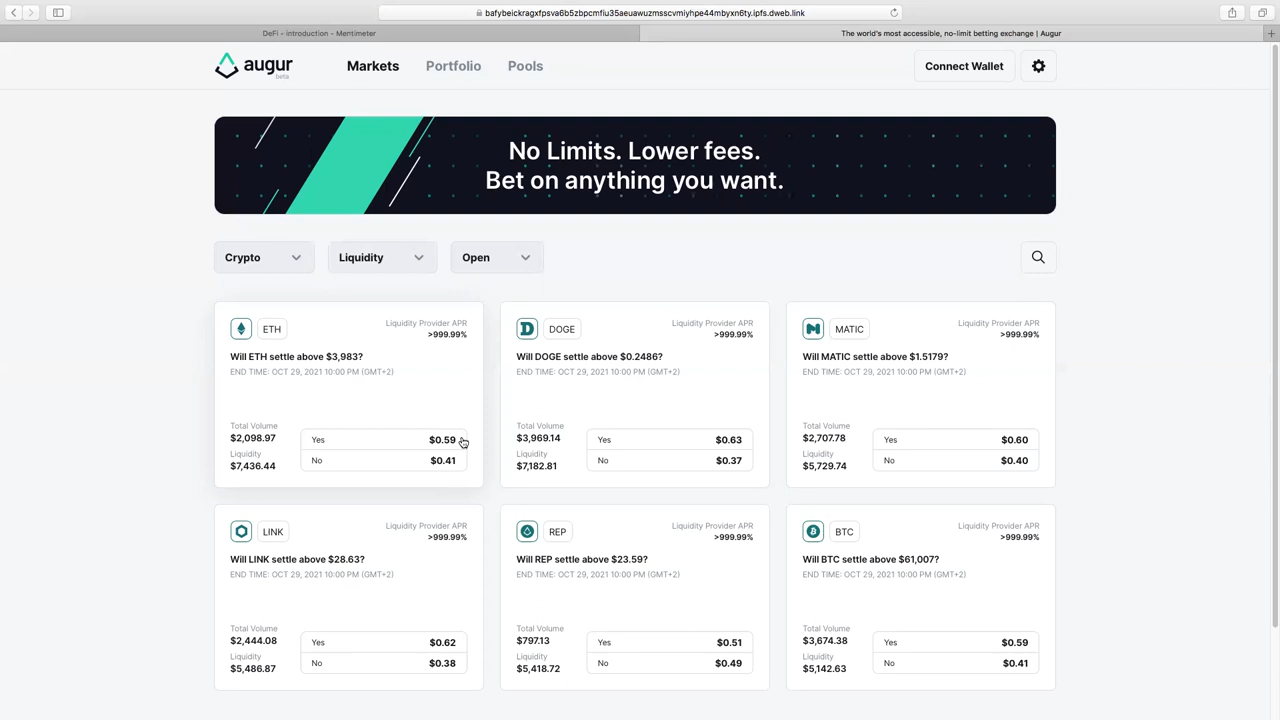 bafybeickragxfpsva6b5zbpcmfiu35aeuawuzmsscvmiyhpe44mbyxn6ty.ipfs.dweb.link
DeFi - introduction - Mentimeter
The world's most accessible, no-limit betting exchange | Augur
augur
beta
Markets
Portfolio
Pools
Connect Wallet
No Limits. Lower fees.
Bet on anything you want.
Crypto
Liquidity
Open
ETH
Liquidity Provider APR
>999.99%
Will ETH settle above $3,983?
END TIME: OCT 29, 2021 10:00 PM (GMT+2)
Total Volume
$2,098.97
Liquidity
$7,436.44
Yes $0.59
No $0.41
DOGE
Liquidity Provider APR
>999.99%
Will DOGE settle above $0.2486?
END TIME: OCT 29, 2021 10:00 PM (GMT+2)
Total Volume
$3,969.14
Liquidity
$7,182.81
Yes $0.63
No $0.37
MATIC
Liquidity Provider APR
>999.99%
Will MATIC settle above $1.5179?
END TIME: OCT 29, 2021 10:00 PM (GMT+2)
Total Volume
$2,707.78
Liquidity
$5,729.74
Yes $0.60
No $0.40
LINK
Liquidity Provider APR
>999.99%
Will LINK settle above $28.63?
END TIME: OCT 29, 2021 10:00 PM (GMT+2)
Total Volume
$2,444.08
Liquidity
$5,486.87
Yes $0.62
No $0.38
REP
Liquidity Provider APR
>999.99%
Will REP settle above $23.59?
END TIME: OCT 29, 2021 10:00 PM (GMT+2)
Total Volume
$797.13
Liquidity
$5,418.72
Yes $0.51
No $0.49
BTC
Liquidity Provider APR
>999.99%
Will BTC settle above $61,007?
END TIME: OCT 29, 2021 10:00 PM (GMT+2)
Total Volume
$3,674.38
Liquidity
$5,142.63
Yes $0.59
No $0.41